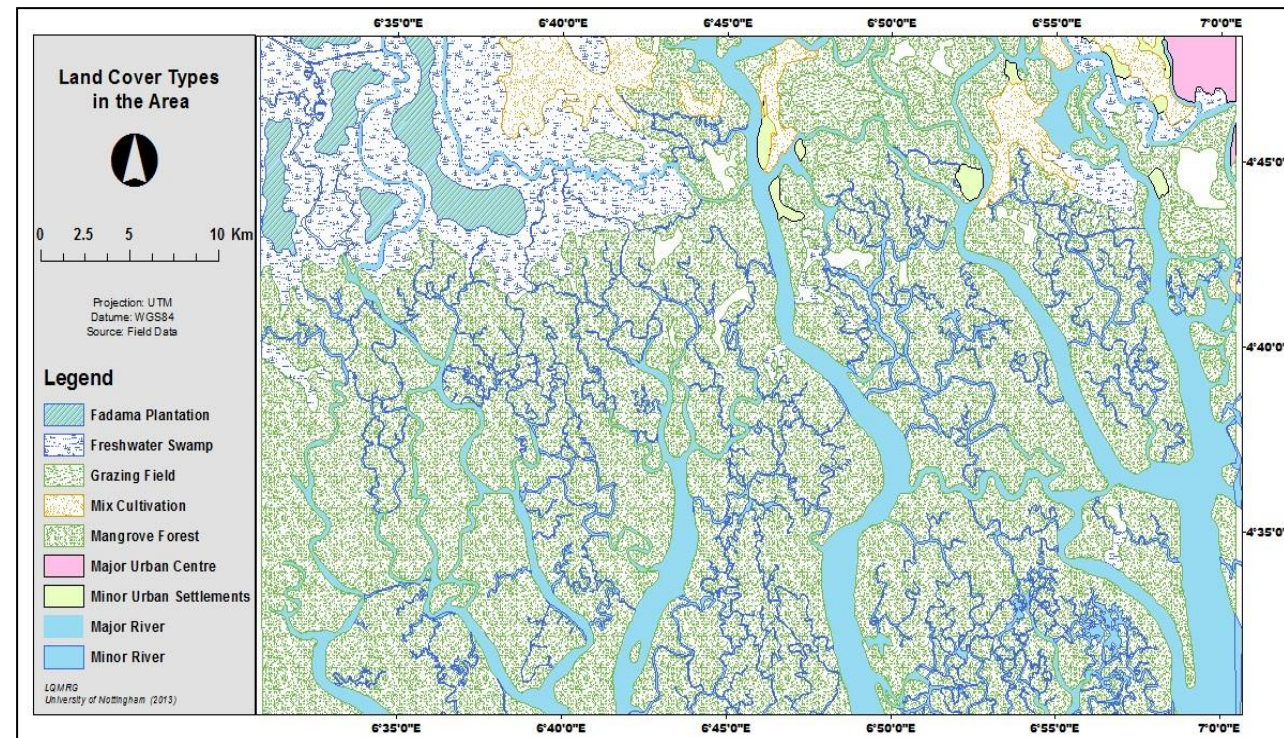 Land Cover Types
in the Area
0 2.5 5 10 Km
Projection: UTM
Datume: WGS84
Source: Field Data
Legend
Fadama Plantation
Freshwater Swamp
Grazing Field
Mix Cultivation
Mangrove Forest
Major Urban Centre
Minor Urban Settlements
Major River
Minor River
LQMRG
University of Nottingham (2013)
6°35'0"E 6°40'0"E 6°45'0"E 6°50'0"E 6°55'0"E 7°0'0"E
4°45'0"
4°40'0"
4°35'0"
6°35'0"E 6°40'0"E 6°45'0"E 6°50'0"E 6°55'0"E 7°0'0"E